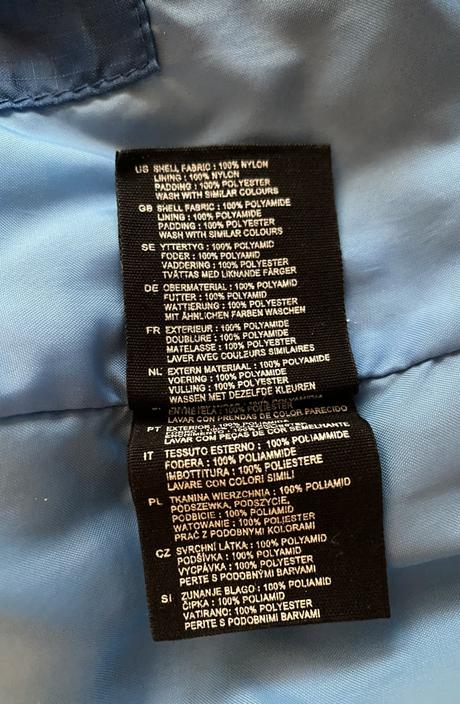 US SHELL FABRIC : 100% NYLON
LINING : 100% NYLON
PADDING : 100% POLYESTER
WASH WITH SIMILAR COLOURS
GB SHELL FABRIC : 100% POLYAMIDE
LINING : 100% POLYAMIDE
PADDING : 100% POLYESTER
WASH WITH SIMILAR COLOURS
SE YTTERTYG : 100% POLYAMID
FODER : 100% POLYAMID
VADDERING : 100% POLYESTER
TVÄTTAS MED LIKNANDE FÄRGER
DE OBERMATERIAL : 100% POLYAMID
FUTTER : 100% POLYAMID
WATTIERUNG : 100% POLYESTER
MIT ÄHNLICHEN FARBEN WASCHEN
FR EXTERIEUR : 100% POLYAMIDE
DOUBLURE : 100% POLYAMIDE
MATELASSE : 100% POLYESTER
LAVER AVEC COULEURS SIMILAIRES
NL EXTERN MATERIAAL : 100% POLYAMIDE
VOERING : 100% POLYAMIDE
VULLING : 100% POLYESTER
WASSEN MET DEZELFDE KLEUREN
ENTRETELA : 100% POLIESTER
LAVAR CON PRENDAS DE COLOR PARECIDO
PT EXTERIOR : 100%
LAVAR COM PEÇAS DE COR SEMELHANTE
IT TESSUTO ESTERNO : 100% POLIAMMIDE
FODERA : 100% POLIAMMIDE
IMBOTTITURA : 100% POLIESTERE
LAVARE CON COLORI SIMILI
PL TKANINA WIERZCHNIA : 100% POLIAMID
PODSZEWKA, PODSZYCIE,
PODBICIE : 100% POLIAMID
WATOWANIE : 100% POLIESTER
PRAĆ Z PODOBNYMI KOLORAMI
CZ SVRCHNÍ LÁTKA : 100% POLYAMID
PODŠÍVKA : 100% POLYAMID
VYCPÁVKA : 100% POLYESTER
PERTE S PODOBNÝMI BARVAMI
SI ZUNANJE BLAGO : 100% POLIAMID
ČIPKA : 100% POLIAMID
VATIRANO : 100% POLYESTER
PERITE S PODOBNIMI BARVAMI